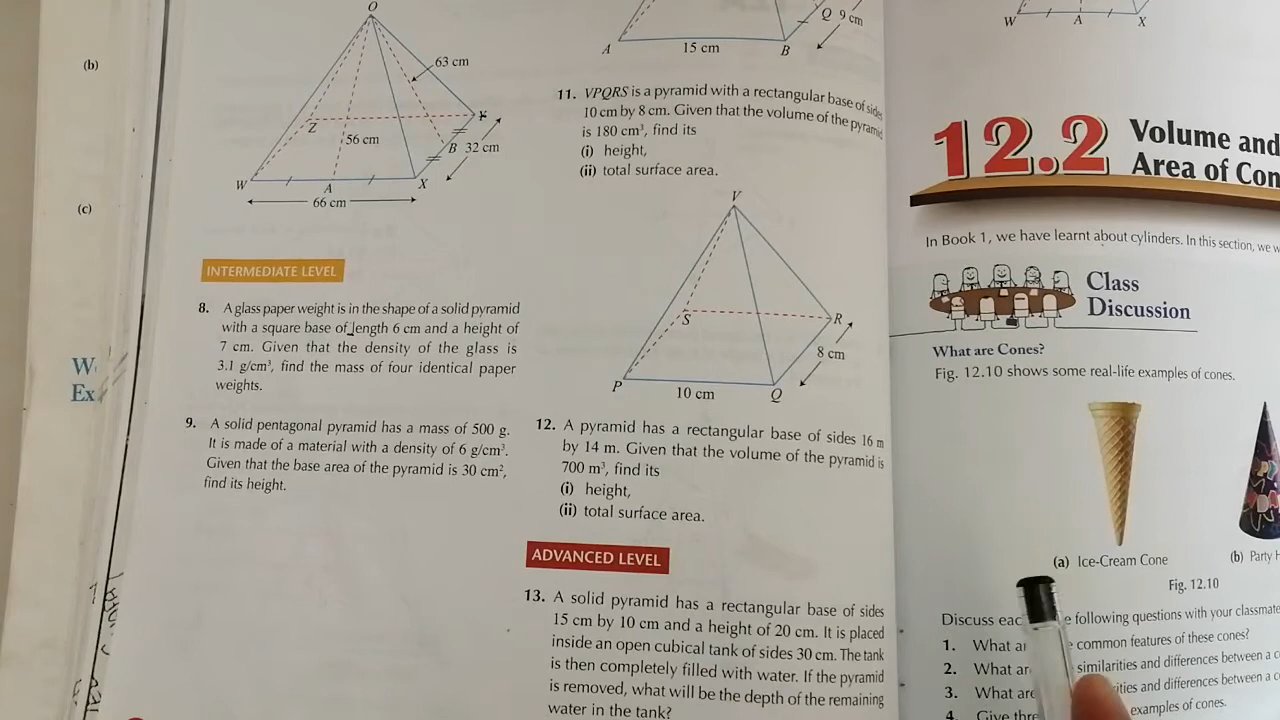 (b)
(c)
W
Ex
O
63 cm
Z
Y
56 cm
B 32 cm
W
A
X
66 cm
INTERMEDIATE LEVEL
8. A glass paper weight is in the shape of a solid pyramid
with a square base of length 6 cm and a height of
7 cm. Given that the density of the glass is
3.1 g/cm³, find the mass of four identical paper
weights.
9. A solid pentagonal pyramid has a mass of 500 g.
It is made of a material with a density of 6 g/cm³.
Given that the base area of the pyramid is 30 cm²,
find its height.
Q 9 cm
A 15 cm B
11. VPQRS is a pyramid with a rectangular base of sides
10 cm by 8 cm. Given that the volume of the pyramid
is 180 cm³, find its
(i) height,
(ii) total surface area.
V
S
R
8 cm
P
10 cm
Q
12. A pyramid has a rectangular base of sides 16 m
by 14 m. Given that the volume of the pyramid is
700 m³, find its
(i) height,
(ii) total surface area.
ADVANCED LEVEL
13. A solid pyramid has a rectangular base of sides
15 cm by 10 cm and a height of 20 cm. It is placed
inside an open cubical tank of sides 30 cm. The tank
is then completely filled with water. If the pyramid
is removed, what will be the depth of the remaining
water in the tank?
W A X
12.2 Volume and
Area of Con
In Book 1, we have learnt about cylinders. In this section, we w
Class
Discussion
What are Cones?
Fig. 12.10 shows some real-life examples of cones.
(a) Ice-Cream Cone
(b) Party H
Fig. 12.10
Discuss eac following questions with your classmate
1. What common features of these cones?
2. What similarities and differences between a c
3. What are ities and differences between a c
4. Give thre examples of cones.